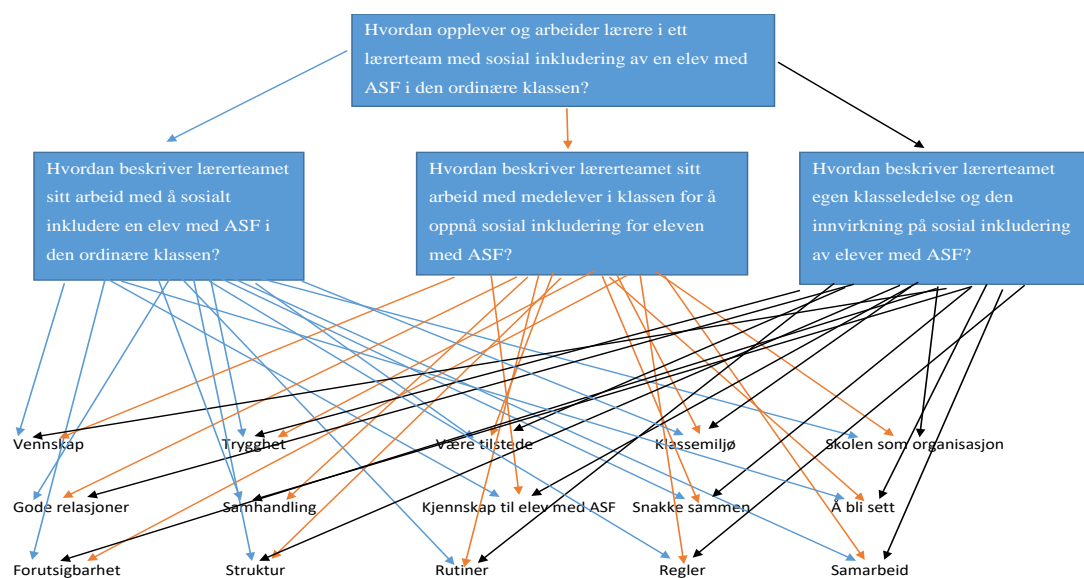 Hvordan opplever og arbeider lærere i ett
lærerteam med sosial inkludering av en elev med
ASF i den ordinære klassen?
Hvordan beskriver lærerteamet
sitt arbeid med å sosialt
inkludere en elev med ASF i
den ordinære klassen?
Hvordan beskriver lærerteamet sitt
arbeid med medelever i klassen for å
oppnå sosial inkludering for eleven
med ASF?
Hvordan beskriver lærerteamet
egen klasseledelse og den
innvirkning på sosial inkludering
av elever med ASF?
Vennskap
Trygghet
Være tilstede
Klassemiljø
Skolen som organisasjon
Gode relasjoner
Samhandling
Kjennskap til elev med ASF
Snakke sammen
Å bli sett
Forutsigbarhet
Struktur
Rutiner
Regler
Samarbeid